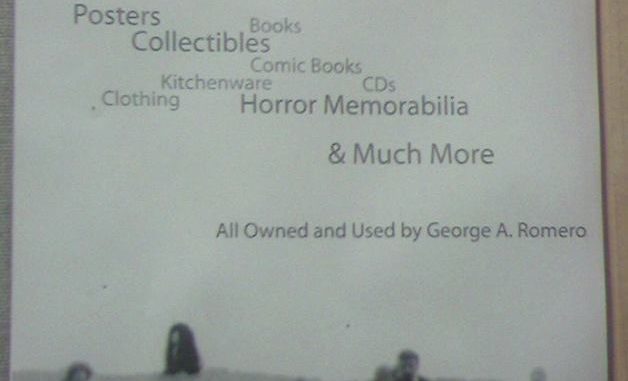 Posters
Books
Collectibles
Comic Books
Kitchenware
CDs
Clothing
Horror Memorabilia
& Much More
All Owned and Used by George A. Romero